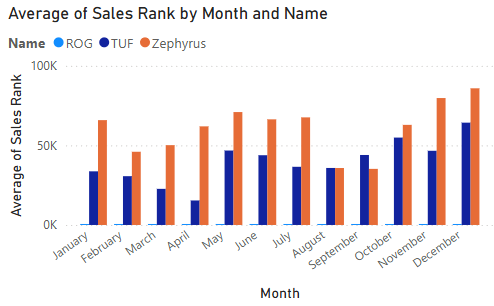 Average of Sales Rank by Month and Name
Name ROG TUF Zephyrus
Average of Sales Rank
100K
50K
0K
January
February
March
April
May
June
July
August
September
October
November
December
Month